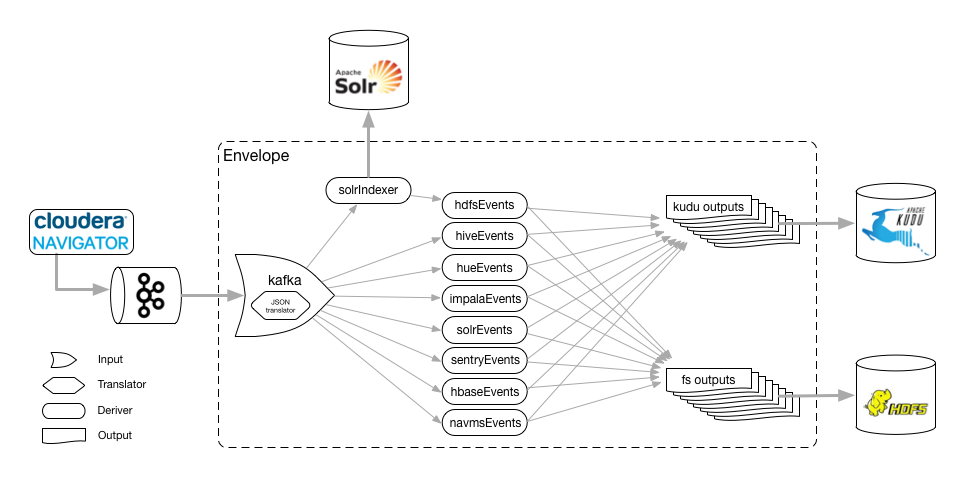 Apache
Solr
Envelope
solrIndexer
cloudera
NAVIGATOR
kafka
JSON
translator
hdfsEvents
hiveEvents
hueEvents
impalaEvents
solrEvents
sentryEvents
hbaseEvents
navmsEvents
kudu outputs
fs outputs
APACHE
KUDU
HDFS
Input
Translator
Deriver
Output